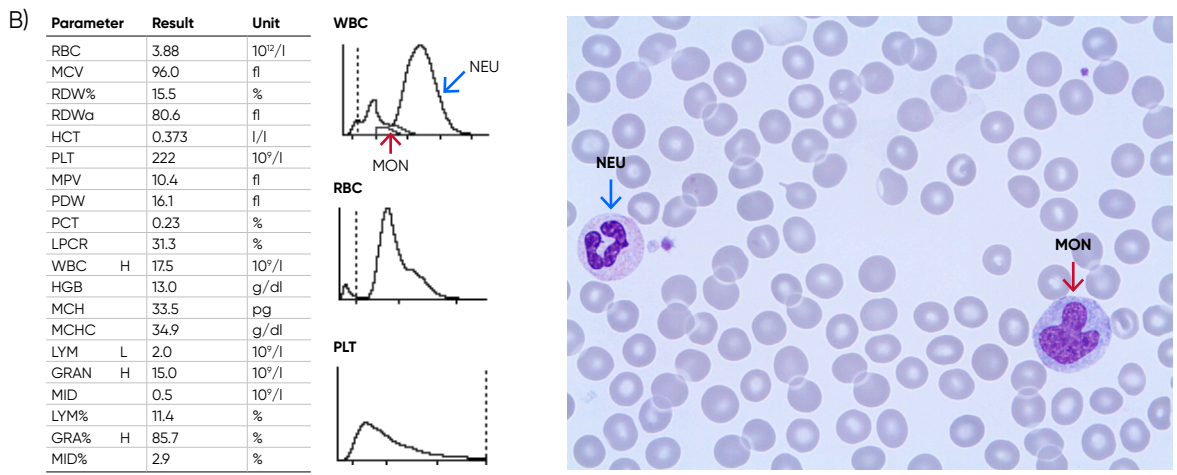 B)
Parameter Result Unit
RBC 3.88 10¹²/l
MCV 96.0 fl
RDW% 15.5 %
RDWa 80.6 fl
HCT 0.373 l/l
PLT 222 10⁹/l
MPV 10.4 fl
PDW 16.1 fl
PCT 0.23 %
LPCR 31.3 %
WBC H 17.5 10⁹/l
HGB 13.0 g/dl
MCH 33.5 pg
MCHC 34.9 g/dl
LYM L 2.0 10⁹/l
GRAN H 15.0 10⁹/l
MID 0.5 10⁹/l
LYM% 11.4 %
GRA% H 85.7 %
MID% 2.9 %
WBC
NEU
MON
RBC
PLT
NEU
MON